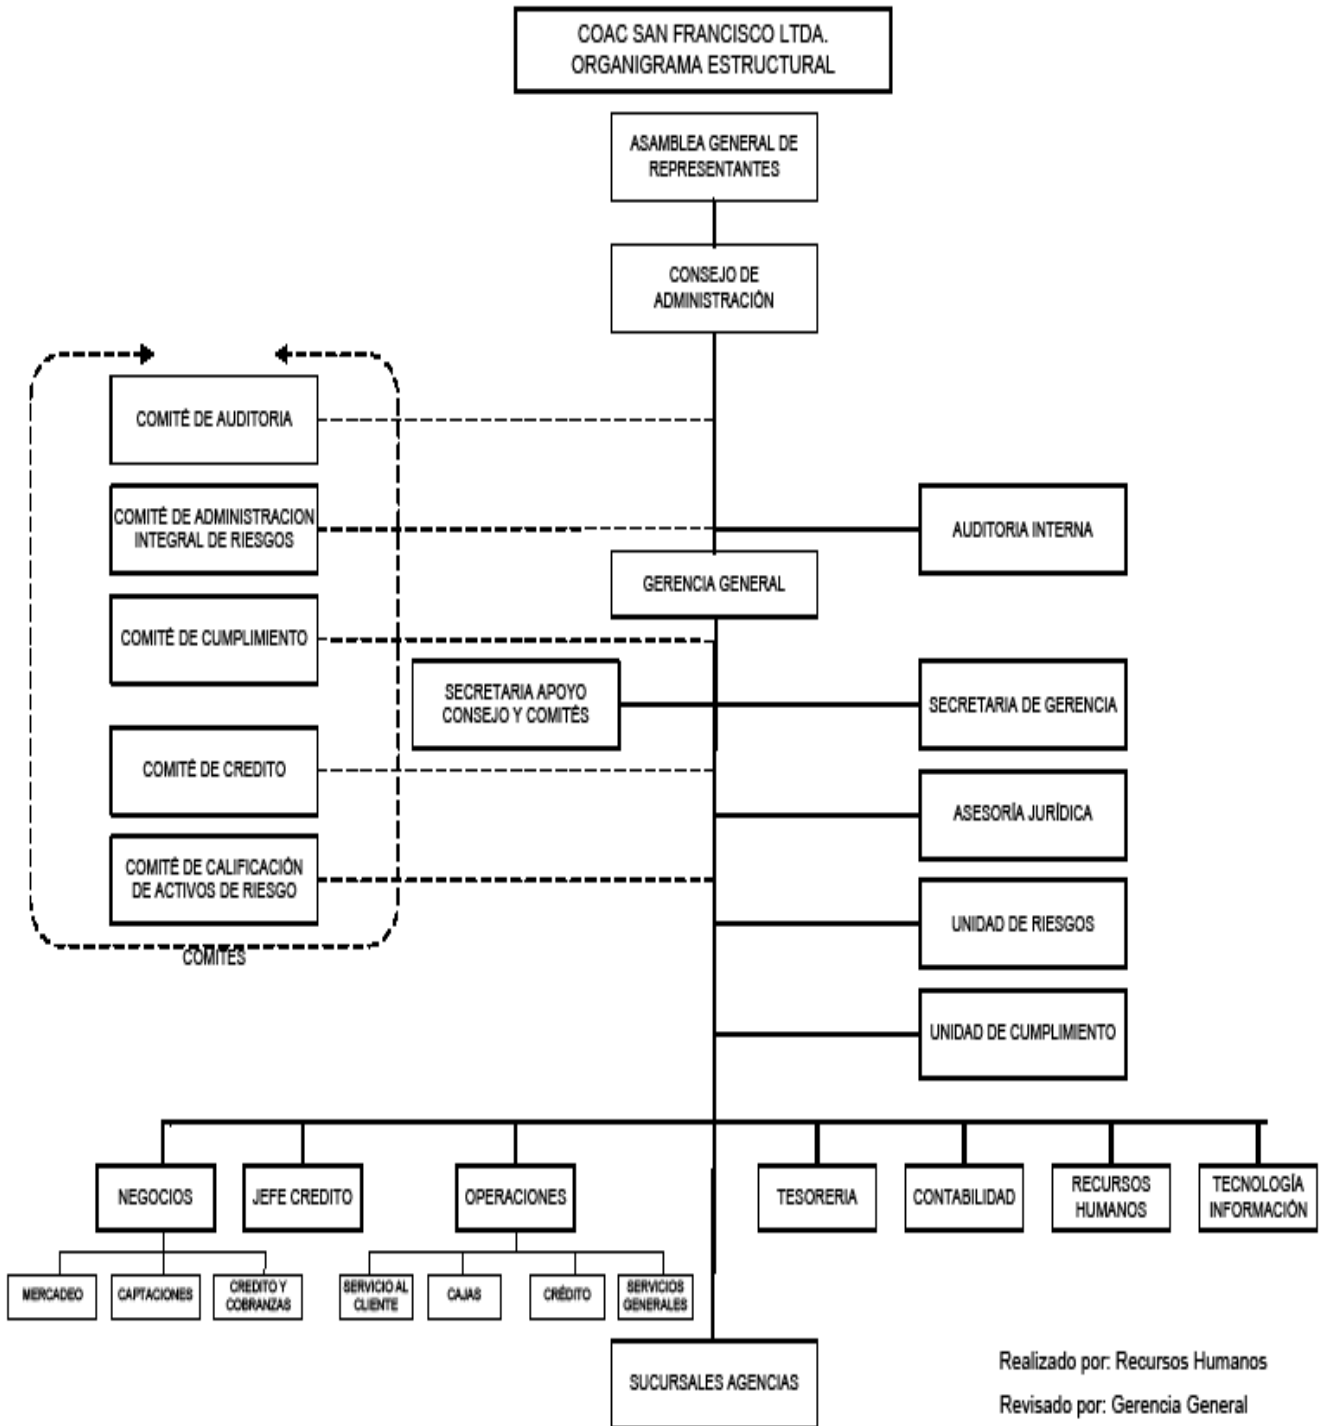 COAC SAN FRANCISCO LTDA.
ORGANIGRAMA ESTRUCTURAL
ASAMBLEA GENERAL DE
REPRESENTANTES
CONSEJO DE
ADMINISTRACIÓN
COMITÉ DE AUDITORIA
COMITÉ DE ADMINISTRACION
INTEGRAL DE RIESGOS
AUDITORIA INTERNA
GERENCIA GENERAL
COMITÉ DE CUMPLIMIENTO
SECRETARIA APOYO
CONSEJO Y COMITÉS
SECRETARIA DE GERENCIA
COMITÉ DE CREDITO
ASESORÍA JURÍDICA
COMITÉ DE CALIFICACIÓN
DE ACTIVOS DE RIESGO
UNIDAD DE RIESGOS
COMITES
UNIDAD DE CUMPLIMIENTO
NEGOCIOS
JEFE CREDITO
OPERACIONES
TESORERIA
CONTABILIDAD
RECURSOS
HUMANOS
TECNOLOGÍA
INFORMACIÓN
MERCADEO
CAPTACIONES
CREDITO Y
COBRANZAS
SERVICIO AL
CLIENTE
CAJAS
CRÉDITO
SERVICIOS
GENERALES
SUCURSALES AGENCIAS
Realizado por: Recursos Humanos
Revisado por: Gerencia General